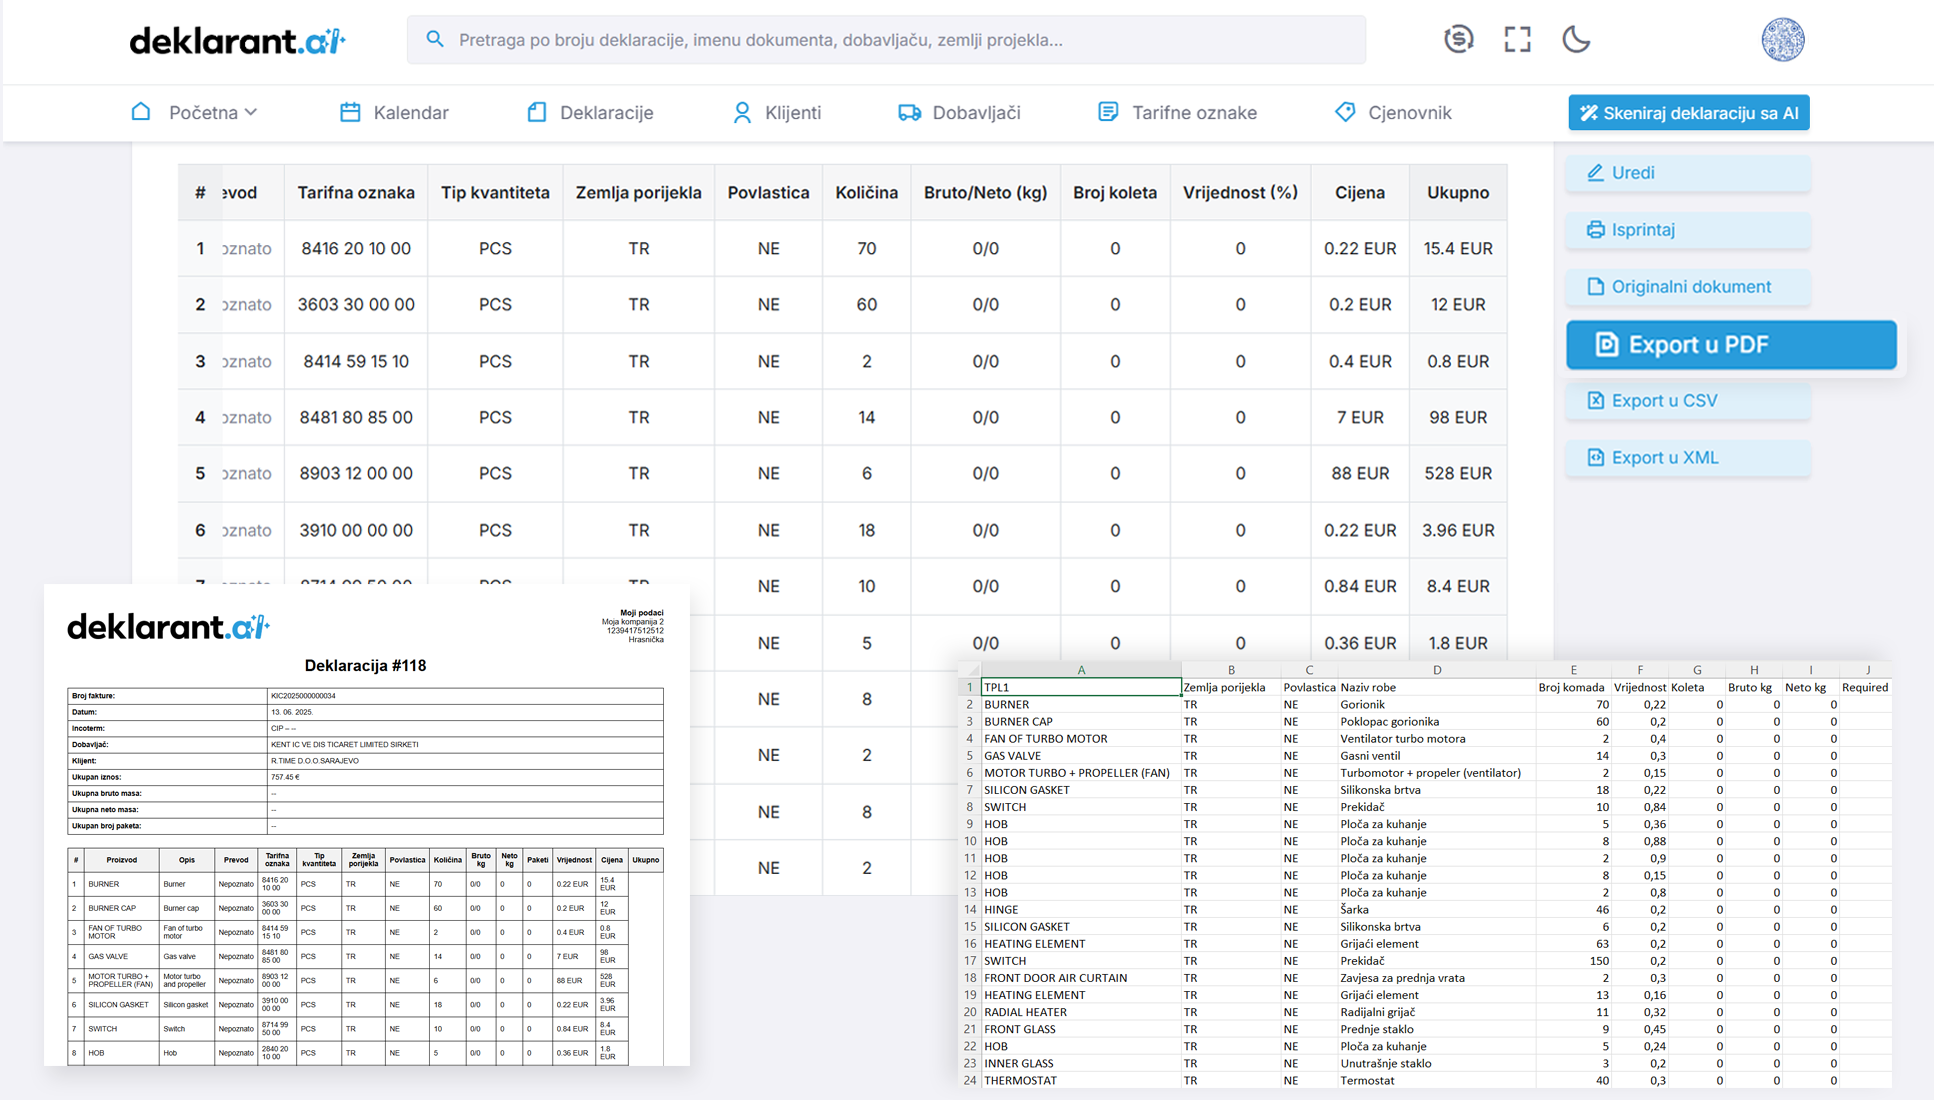 deklarant.ai
Pretraga po broju deklaracije, imenu dokumenta, dobavljaču, zemlji projekla...
Početna Kalendar Deklaracije Klijenti Dobavljači Tarifne oznake Cjenovnik Skeniraj deklaraciju sa AI
# evod Tarifna oznaka Tip kvantiteta Zemlja porijekla Povlastica Količina Bruto/Neto (kg) Broj koleta Vrijednost (%) Cijena Ukupno
1 oznato 8416 20 10 00 PCS TR NE 70 0/0 0 0 0.22 EUR 15.4 EUR
2 oznato 3603 30 00 00 PCS TR NE 60 0/0 0 0 0.2 EUR 12 EUR
3 oznato 8414 59 15 10 PCS TR NE 2 0/0 0 0 0.4 EUR 0.8 EUR
4 oznato 8481 80 85 00 PCS TR NE 14 0/0 0 0 7 EUR 98 EUR
5 oznato 8903 12 00 00 PCS TR NE 6 0/0 0 0 88 EUR 528 EUR
6 oznato 3910 00 00 00 PCS TR NE 18 0/0 0 0 0.22 EUR 3.96 EUR
NE 10 0/0 0 0 0.84 EUR 8.4 EUR
NE 5 0/0 0 0 0.36 EUR 1.8 EUR
NE 8
NE 2
NE 8
NE 2
Uredi
Isprintaj
Originalni dokument
Export u PDF
Export u CSV
Export u XML
deklarant.ai
Moji podaci
Moja kompanija 2
1239417512512
Hrasnička
Deklaracija #118
Broj fakture: KIC2025000000034
Datum: 13. 06. 2025.
Incoterm: CIP – --
Dobavljač: KENT IC VE DIS TICARET LIMITED SIRKETI
Klijent: R.TIME D.O.O.SARAJEVO
Ukupan iznos: 757.45 €
Ukupna bruto masa: --
Ukupna neto masa: --
Ukupan broj paketa: --
# Proizvod Opis Prevod Tarifna oznaka Tip kvantiteta Zemlja porijekla Povlastica Količina Bruto kg Neto kg Paketi Vrijednost Cijena Ukupno
1 BURNER Burner Nepoznato 8416 20 10 00 PCS TR NE 70 0/0 0 0 0.22 EUR 15.4 EUR
2 BURNER CAP Burner cap Nepoznato 3603 30 00 00 PCS TR NE 60 0/0 0 0 0.2 EUR 12 EUR
3 FAN OF TURBO MOTOR Fan of turbo motor Nepoznato 8414 59 15 10 PCS TR NE 2 0/0 0 0 0.4 EUR 0.8 EUR
4 GAS VALVE Gas valve Nepoznato 8481 80 85 00 PCS TR NE 14 0/0 0 0 7 EUR 98 EUR
5 MOTOR TURBO + PROPELLER (FAN) Motor turbo and propeller Nepoznato 8903 12 00 00 PCS TR NE 6 0/0 0 0 88 EUR 528 EUR
6 SILICON GASKET Silicon gasket Nepoznato 3910 00 00 00 PCS TR NE 18 0/0 0 0 0.22 EUR 3.96 EUR
7 SWITCH Switch Nepoznato 8714 99 50 00 PCS TR NE 10 0/0 0 0 0.84 EUR 8.4 EUR
8 HOB Hob Nepoznato 2840 20 10 00 PCS TR NE 5 0/0 0 0 0.36 EUR 1.8 EUR
A B C D E F G H I J
1 TPL1 Zemlja porijekla Povlastica Naziv robe Broj komada Vrijednost Koleta Bruto kg Neto kg Required
2 BURNER TR NE Gorionik 70 0,22 0 0 0
3 BURNER CAP TR NE Poklopac gorionika 60 0,2 0 0 0
4 FAN OF TURBO MOTOR TR NE Ventilator turbo motora 2 0,4 0 0 0
5 GAS VALVE TR NE Gasni ventil 14 0,3 0 0 0
6 MOTOR TURBO + PROPELLER (FAN) TR NE Turbomotor + propeler (ventilator) 2 0,15 0 0 0
7 SILICON GASKET TR NE Silikonska brtva 18 0,22 0 0 0
8 SWITCH TR NE Prekidač 10 0,84 0 0 0
9 HOB TR NE Ploča za kuhanje 5 0,36 0 0 0
10 HOB TR NE Ploča za kuhanje 8 0,88 0 0 0
11 HOB TR NE Ploča za kuhanje 2 0,9 0 0 0
12 HOB TR NE Ploča za kuhanje 8 0,15 0 0 0
13 HOB TR NE Ploča za kuhanje 2 0,8 0 0 0
14 HINGE TR NE Šarka 46 0,2 0 0 0
15 SILICON GASKET TR NE Silikonska brtva 6 0,2 0 0 0
16 HEATING ELEMENT TR NE Grijaći element 63 0,2 0 0 0
17 SWITCH TR NE Prekidač 150 0,2 0 0 0
18 FRONT DOOR AIR CURTAIN TR NE Zavjesa za prednja vrata 2 0,3 0 0 0
19 HEATING ELEMENT TR NE Grijaći element 13 0,16 0 0 0
20 RADIAL HEATER TR NE Radijalni grijač 11 0,32 0 0 0
21 FRONT GLASS TR NE Prednje staklo 9 0,45 0 0 0
22 HOB TR NE Ploča za kuhanje 5 0,24 0 0 0
23 INNER GLASS TR NE Unutrašnje staklo 3 0,2 0 0 0
24 THERMOSTAT TR NE Termostat 40 0,3 0 0 0